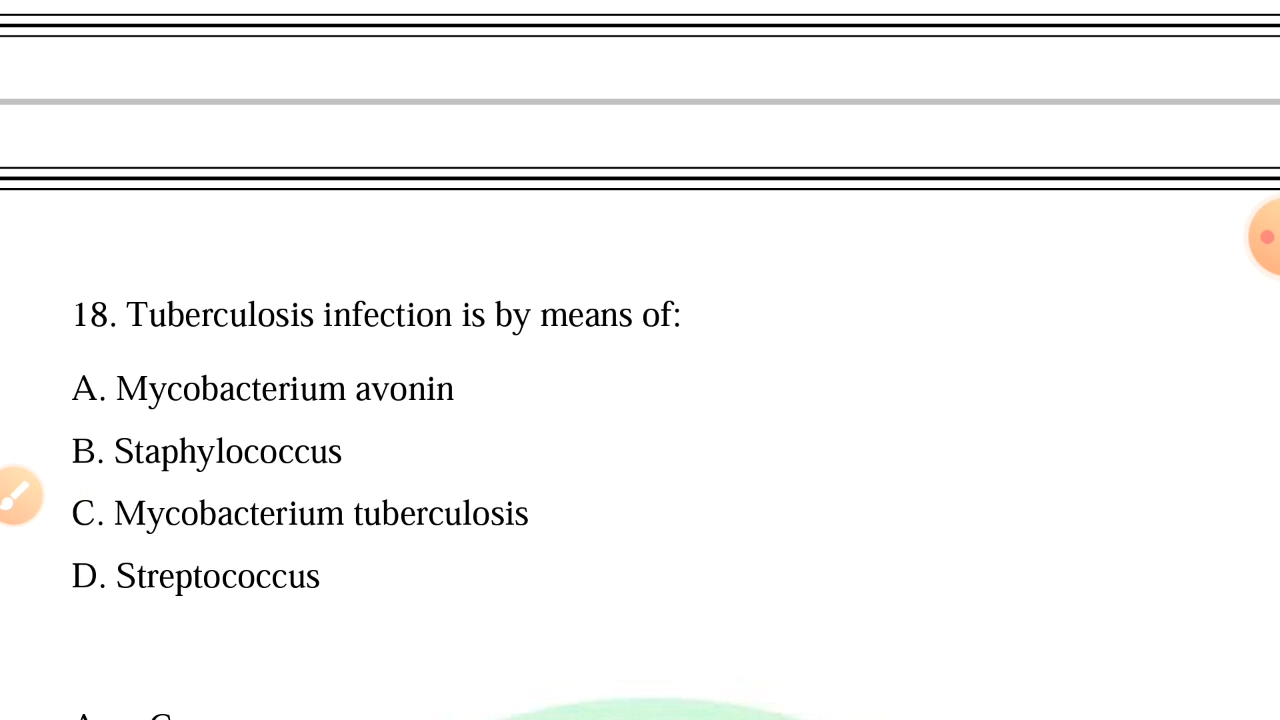 18. Tuberculosis infection is by means of:
A. Mycobacterium avonin
B. Staphylococcus
C. Mycobacterium tuberculosis
D. Streptococcus